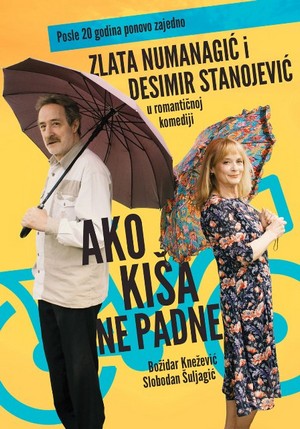 Posle 20 godina ponovo zajedno
ZLATA NUMANAGIĆ i
DESIMIR STANOJEVIĆ
u romantičnoj
komediji
AKO
KIŠA
NE PADNE
Božidar Knežević
Slobodan Šuljagić